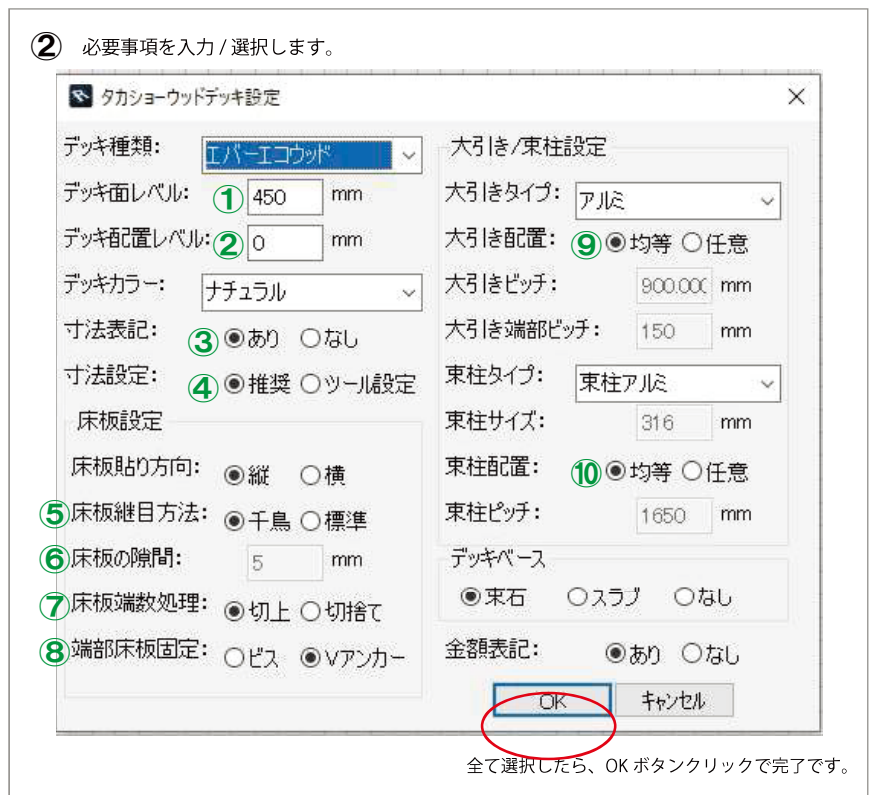 ② 必要事項を入力 / 選択します。
タカショーウッドデッキ設定
デッキ種類： エバーエコウッド
デッキ面レベル： ① 450 mm
デッキ配置レベル： ② 0 mm
デッキカラー： ナチュラル
寸法表記： ③ あり なし
寸法設定： ④ 推奨 ツール設定
床板設定
床板貼り方向： 縦 横
⑤ 床板継目方法： 千鳥 標準
⑥ 床板の隙間： 5 mm
⑦ 床板端数処理： 切上 切捨て
⑧ 端部床板固定： ビス Vアンカー
大引き/束柱設定
大引きタイプ： アルミ
大引き配置： ⑨ 均等 任意
大引きピッチ： 900.00 mm
大引き端部ピッチ： 150 mm
束柱タイプ： 束柱アルミ
束柱サイズ： 316 mm
束柱配置： ⑩ 均等 任意
束柱ピッチ： 1650 mm
デッキベース
束石 スラブ なし
金額表記： あり なし
OK キャンセル
全て選択したら、OK ボタンクリックで完了です。